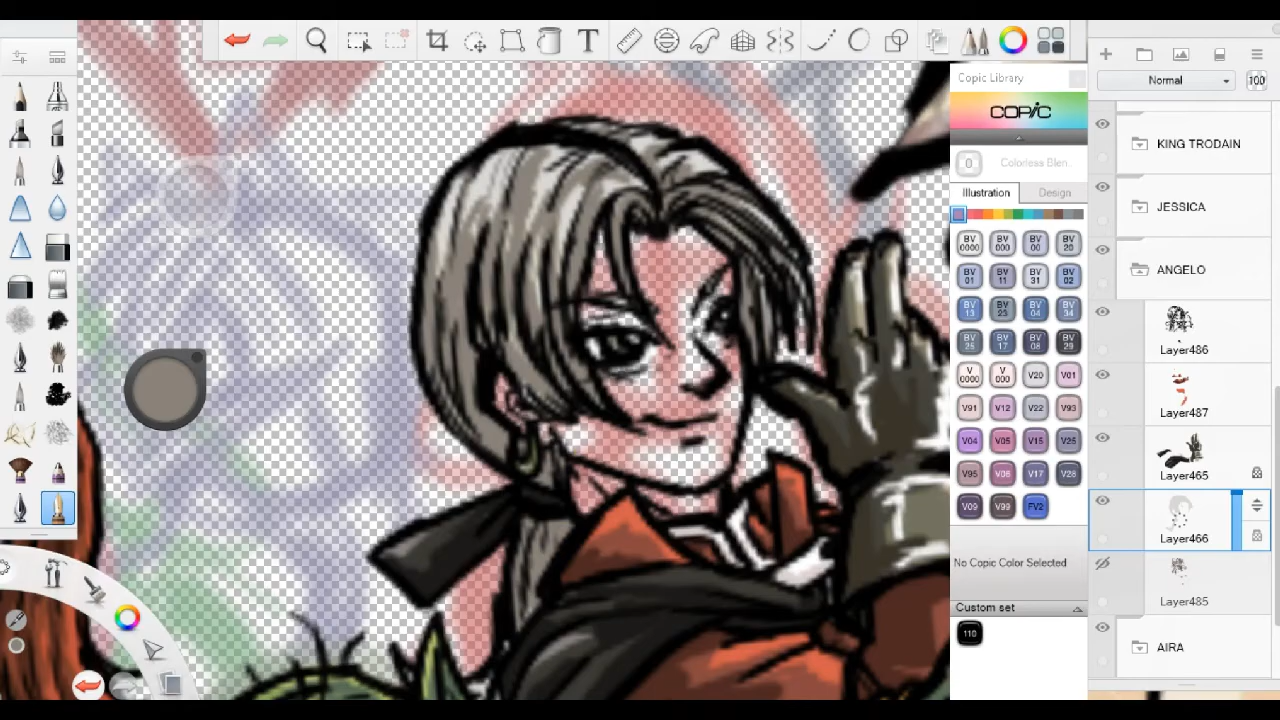 T
Copic Library
Normal
100
COPIC
KING TRODAIN
0
Colorless Blen..
Illustration
Design
JESSICA
BV 0000
BV 000
BV 00
BV 20
BV 01
BV 11
BV 31
BV 02
ANGELO
BV 13
BV 23
BV 04
BV 34
BV 25
BV 17
BV 08
BV 29
Layer486
V 0000
V 000
V20
V01
V91
V12
V22
V93
Layer487
V04
V05
V15
V25
V95
V06
V17
V28
Layer465
V09
V99
FV2
Layer466
No Copic Color Selected
Layer485
Custom set
110
AIRA